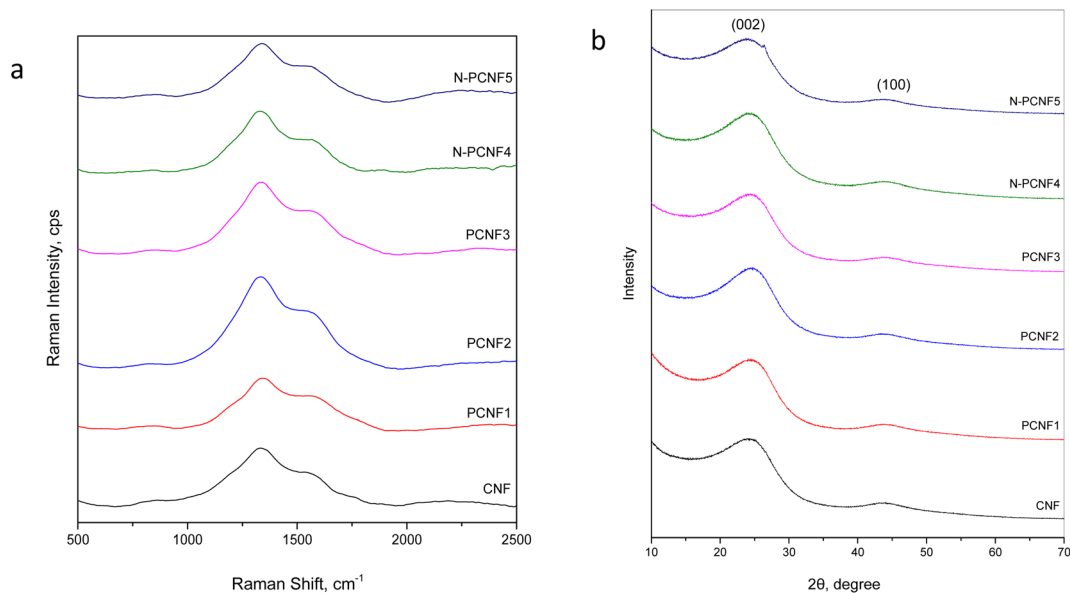 a
N-PCNF5
N-PCNF4
PCNF3
PCNF2
PCNF1
CNF
Raman Intensity, cps
500 1000 1500 2000 2500
Raman Shift, cm⁻¹
b
(002)
(100)
N-PCNF5
N-PCNF4
PCNF3
PCNF2
PCNF1
CNF
Intensity
10 20 30 40 50 60 70
2θ, degree